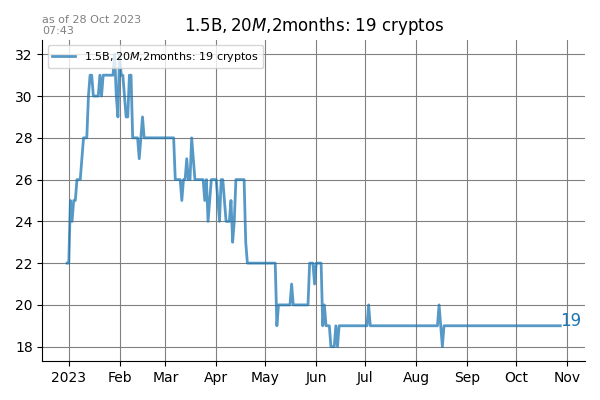 as of 28 Oct 2023
07:43
1.5B, 20M,2months: 19 cryptos
1.5B, 20M,2months: 19 cryptos
32
30
28
26
24
22
20
18
19
2023 Feb Mar Apr May Jun Jul Aug Sep Oct Nov